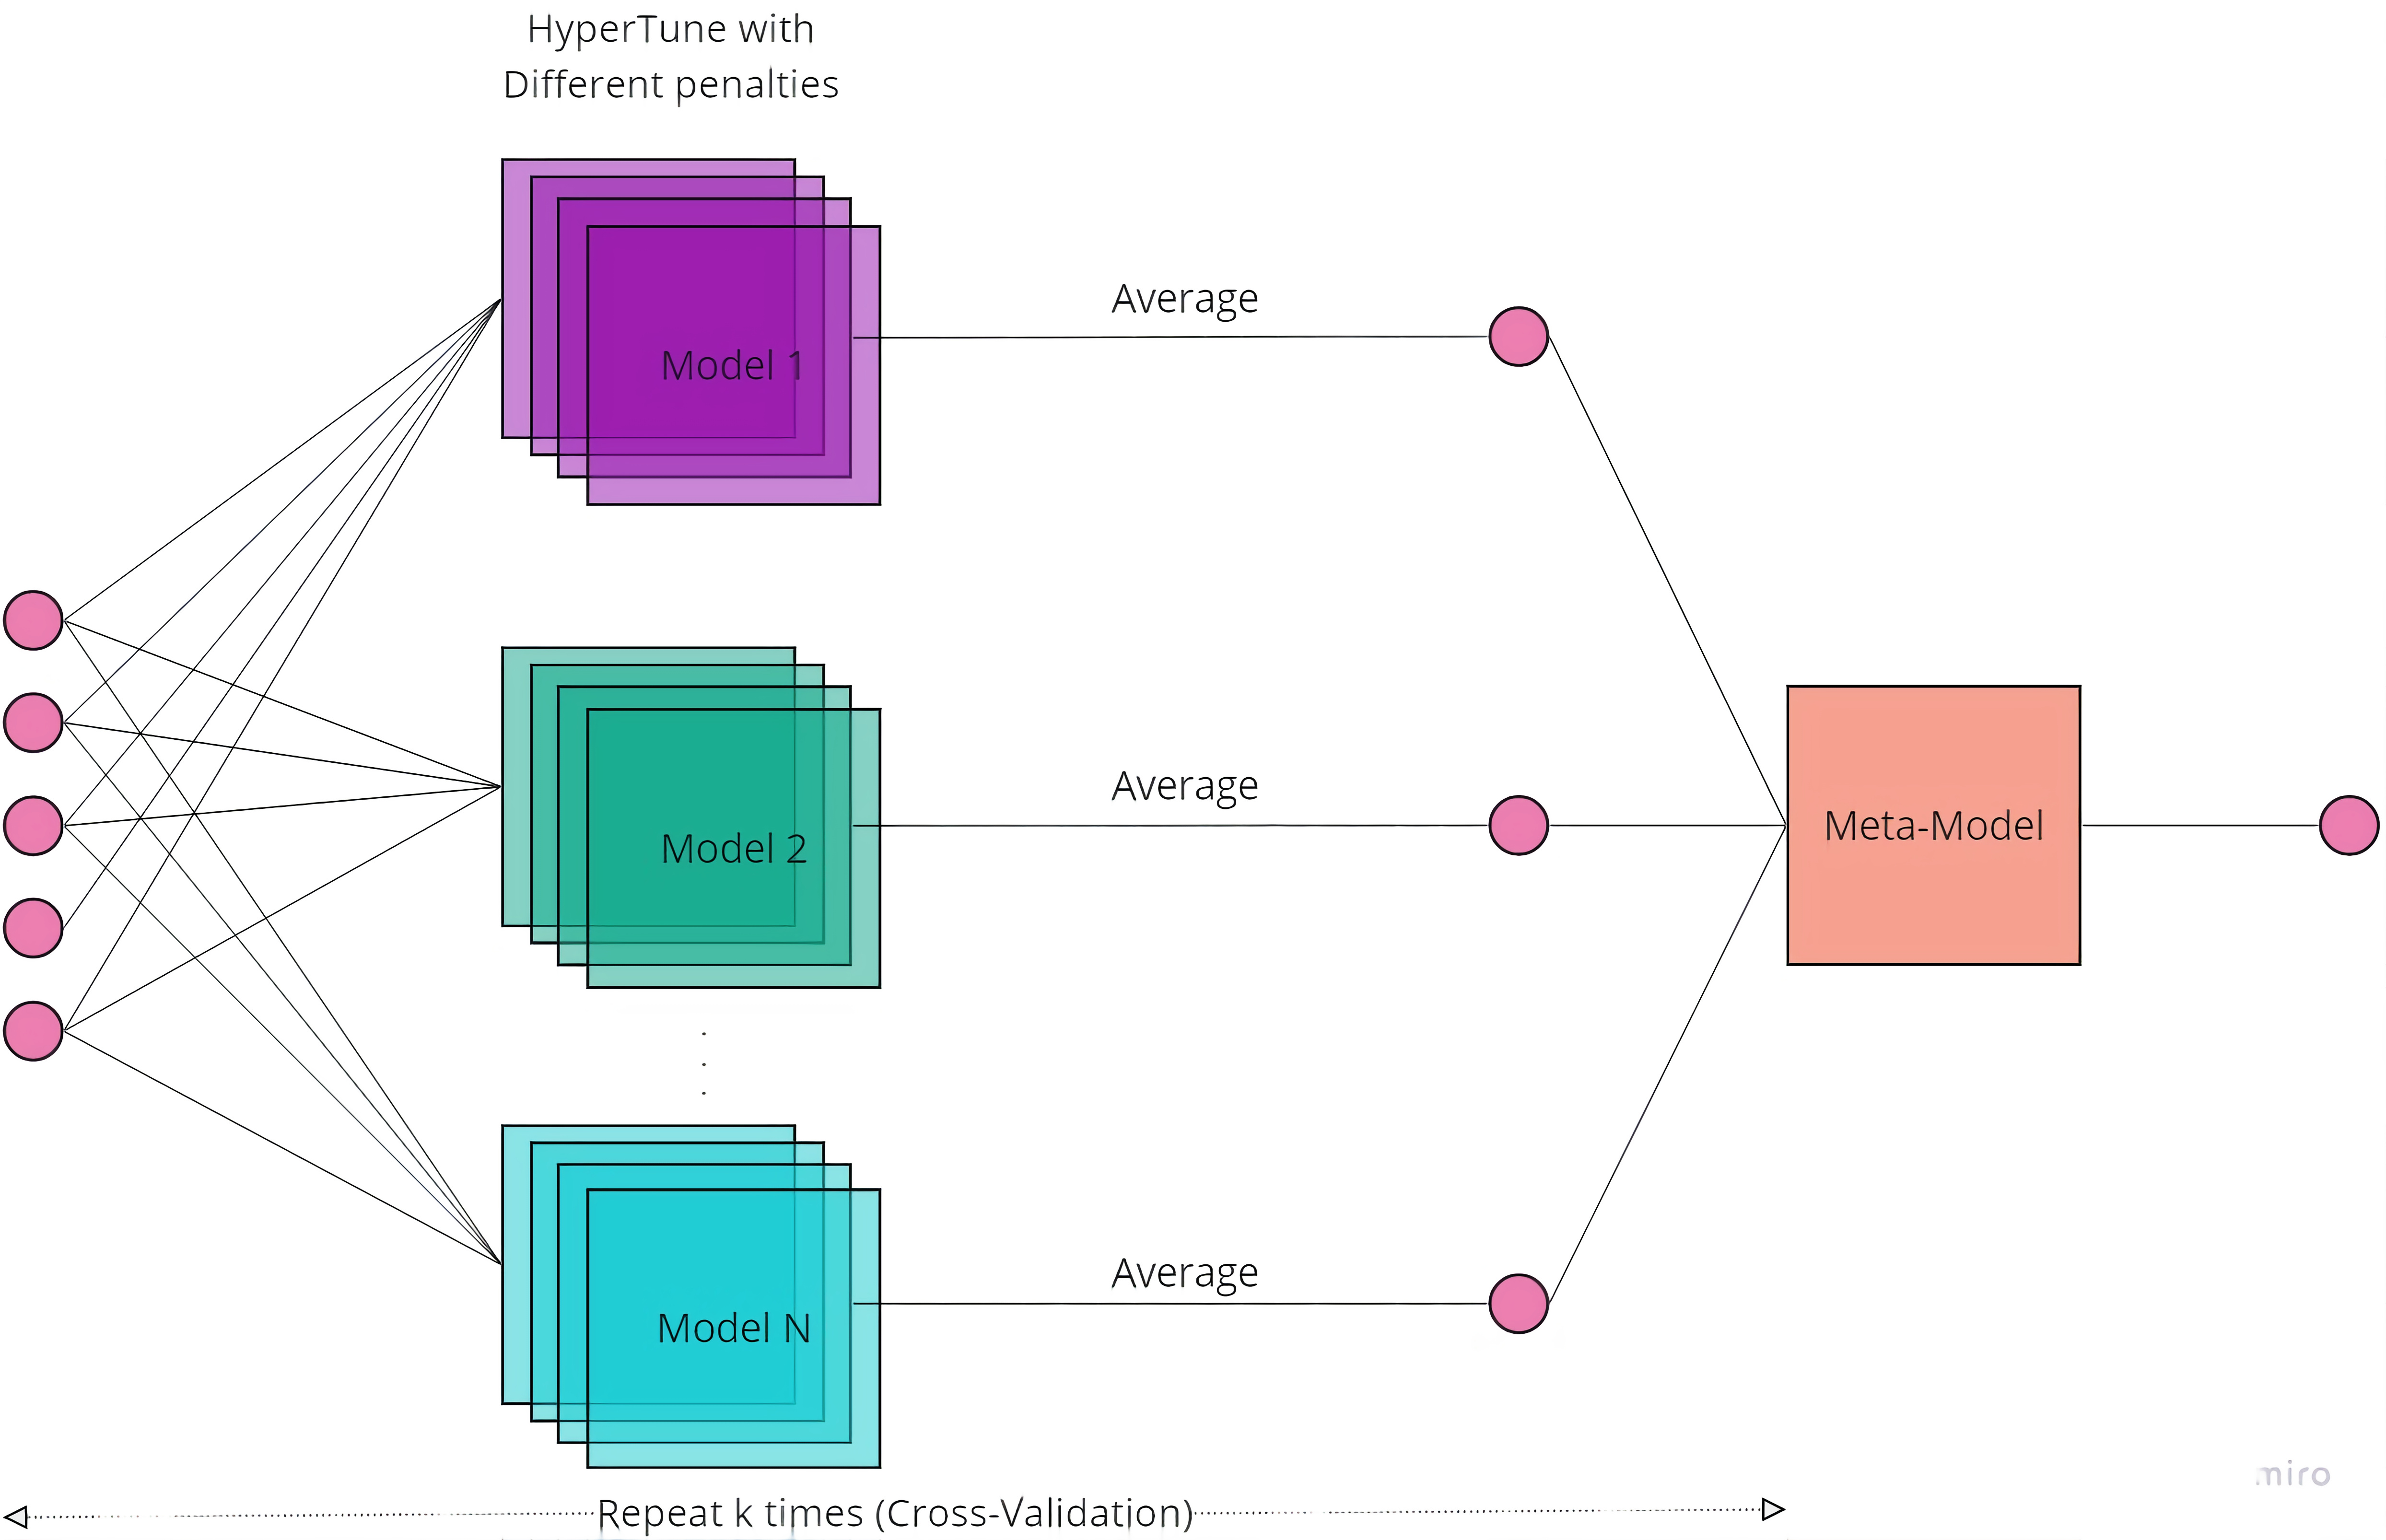 HyperTune with
Different penalties
Average
Model 1
Average
Model 2
Meta-Model
Average
Model N
miro
Repeat k times (Cross-Validation)